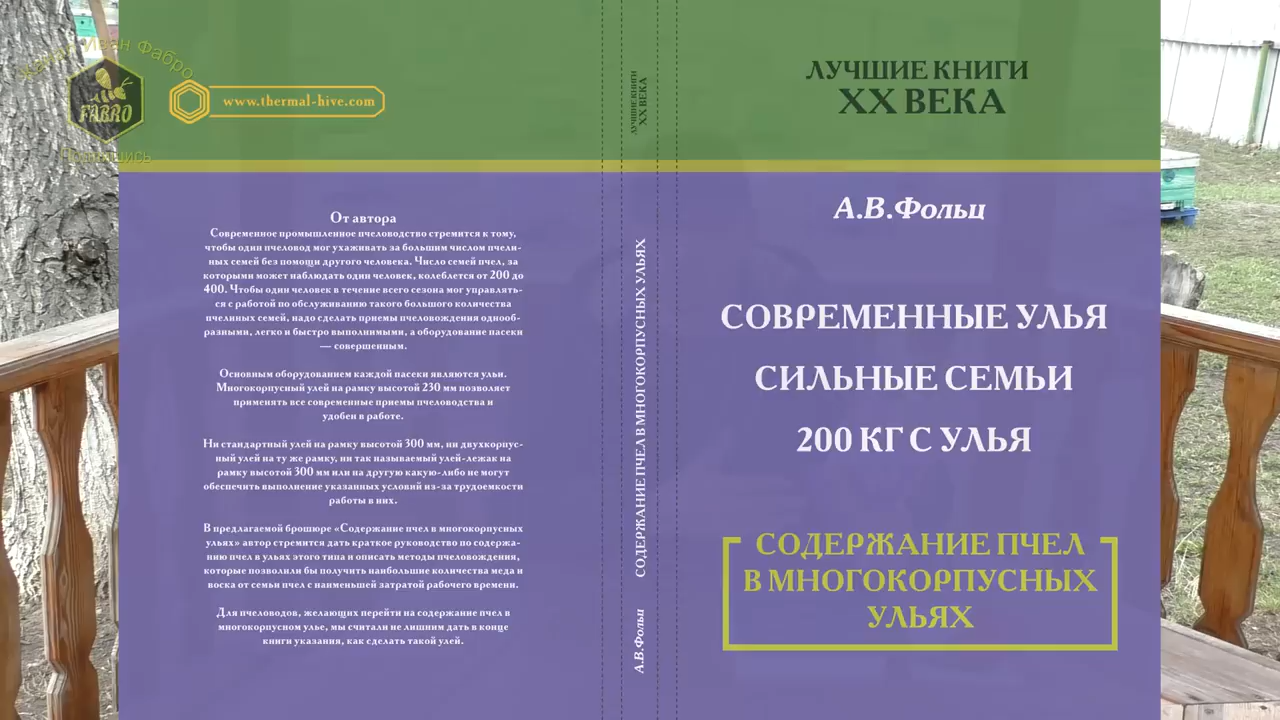 Канал Иван Фабро
FABRO
Подпишись
www.thermal-hive.com
От автора
Современное промышленное пчеловодство стремится к тому,
чтобы один пчеловод мог ухаживать за большим числом пчели-
ных семей без помощи другого человека. Число семей пчел, за
которыми может наблюдать один человек, колеблется от 200 до
400. Чтобы один человек в течение всего сезона мог управлять-
ся с работой по обслуживанию такого большого количества
пчелиных семей, надо сделать приемы пчеловождения однооб-
разными, легко и быстро выполнимыми, а оборудование пасеки
— совершенным.
Основным оборудованием каждой пасеки являются ульи.
Многокорпусный улей на рамку высотой 230 мм позволяет
применять все современные приемы пчеловодства и
удобен в работе.
Ни стандартный улей на рамку высотой 300 мм, ни двухкорпус-
ный улей на ту же рамку, ни так называемый улей-лежак на
рамку высотой 300 мм или на другую какую-либо не могут
обеспечить выполнение указанных условий из-за трудоемкости
работы в них.
В предлагаемой брошюре «Содержание пчел в многокорпусных
ульях» автор стремится дать краткое руководство по содержа-
нию пчел в ульях этого типа и описать методы пчеловождения,
которые позволили бы получить наибольшие количества меда и
воска от семьи пчел с наименьшей затратой рабочего времени.
Для пчеловодов, желающих перейти на содержание пчел в
многокорпусном улье, мы считали не лишним дать в конце
книги указания, как сделать такой улей.
ЛУЧШИЕ КНИГИ
XX ВЕКА
СОДЕРЖАНИЕ ПЧЕЛ В МНОГОКОРПУСНЫХ УЛЬЯХ
А.В.Фольц
ЛУЧШИЕ КНИГИ
XX ВЕКА
А.В.Фольц
СОВРЕМЕННЫЕ УЛЬЯ
СИЛЬНЫЕ СЕМЬИ
200 КГ С УЛЬЯ
СОДЕРЖАНИЕ ПЧЕЛ
В МНОГОКОРПУСНЫХ
УЛЬЯХ